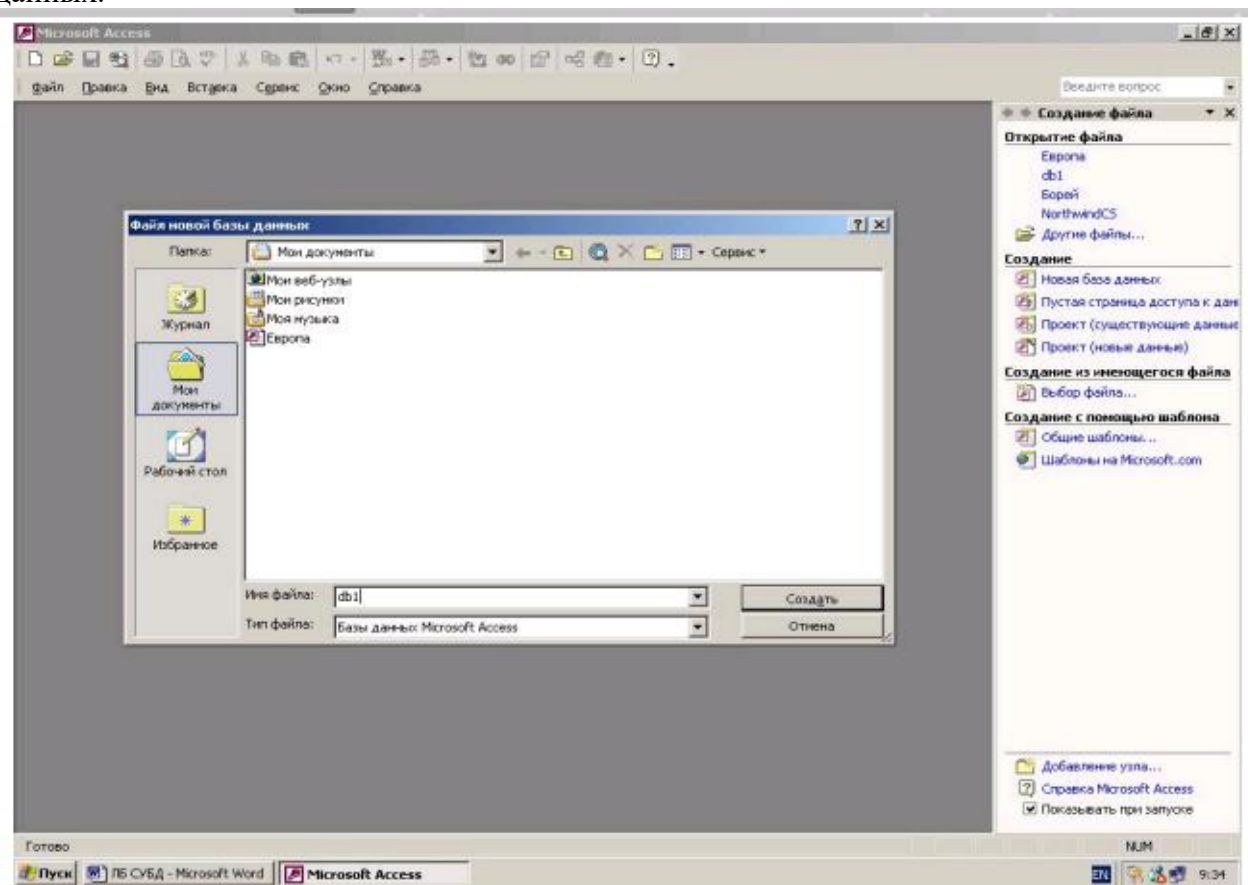 данных.
Microsoft Access
Файл Правка Вид Вставка Сервис Окно Справка
Введите вопрос
Создание файла
Открытие файла
Европа
db1
Борей
NorthwindCS
Другие файлы...
Создание
Новая база данных
Пустая страница доступа к дан
Проект (существующие данные
Проект (новые данные)
Создание из имеющегося файла
Выбор файла...
Создание с помощью шаблона
Общие шаблоны...
Шаблоны на Microsoft.com
Файл новой базы данных
Папка: Мои документы Сервис
Журнал
Мои документы
Рабочий стол
Избранное
Мои веб-узлы
Мои рисунки
Моя музыка
Европа
Имя файла: db1 Создать
Тип файла: Базы данных Microsoft Access Отмена
Добавление узла...
Справка Microsoft Access
Показывать при запуске
Готово NUM
Пуск ЛБ СУБД - Microsoft Word Microsoft Access EN 9:34